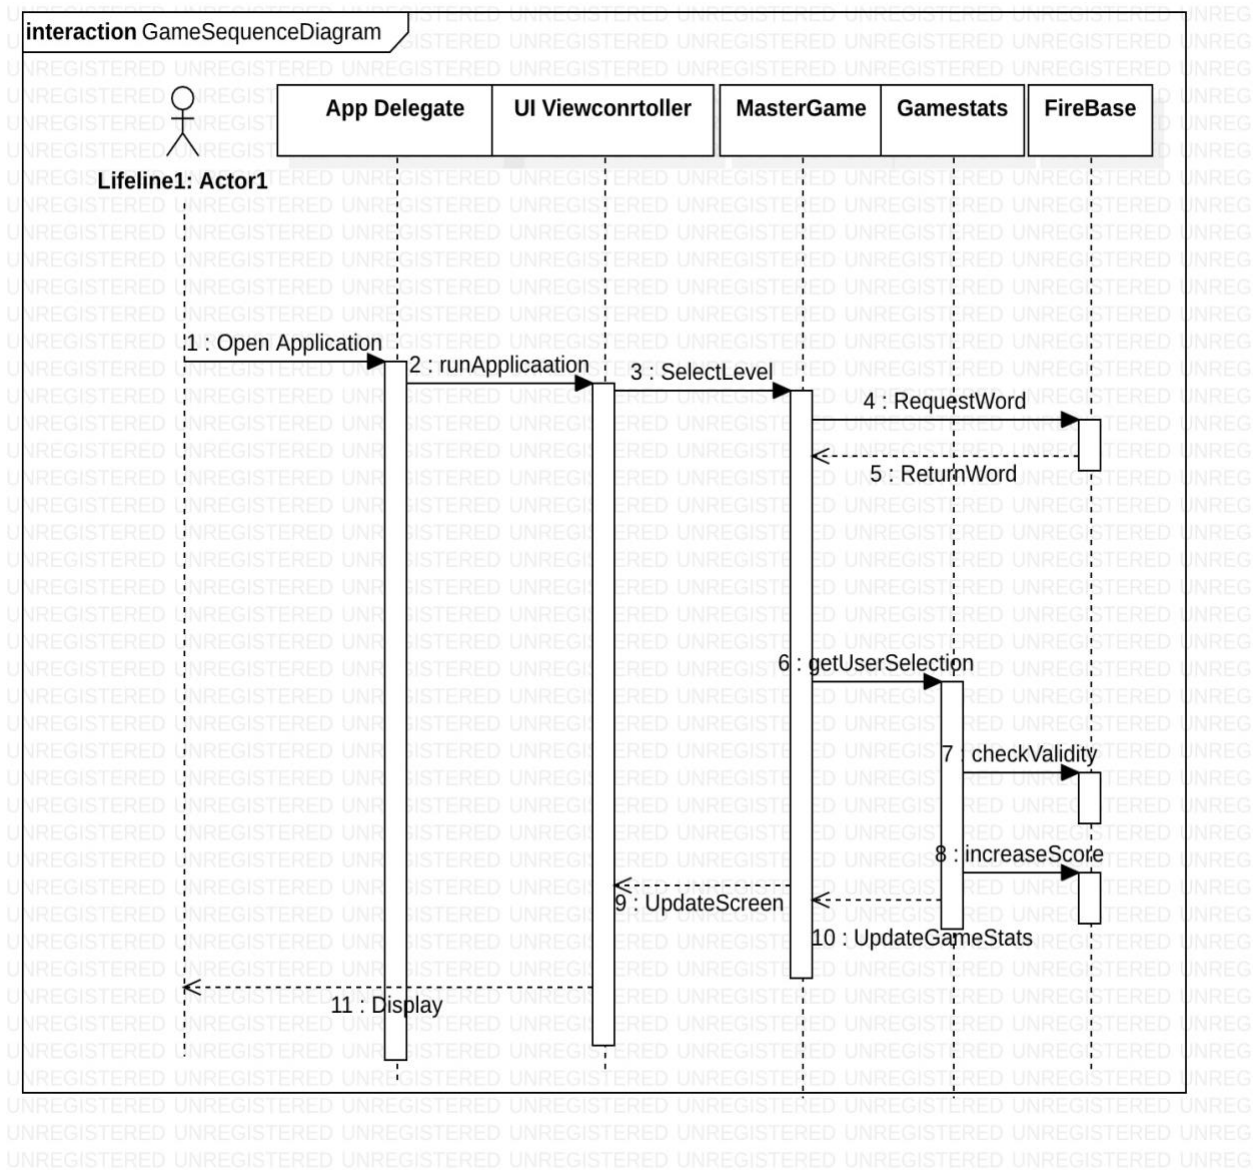 interaction GameSequenceDiagram
App Delegate
UI Viewconrtoller
MasterGame
Gamestats
FireBase
Lifeline1: Actor1
1 : Open Application
2 : runApplicaation
3 : SelectLevel
4 : RequestWord
5 : ReturnWord
6 : getUserSelection
7 : checkValidity
8 : increaseScore
9 : UpdateScreen
10 : UpdateGameStats
11 : Display
UNREGISTERED